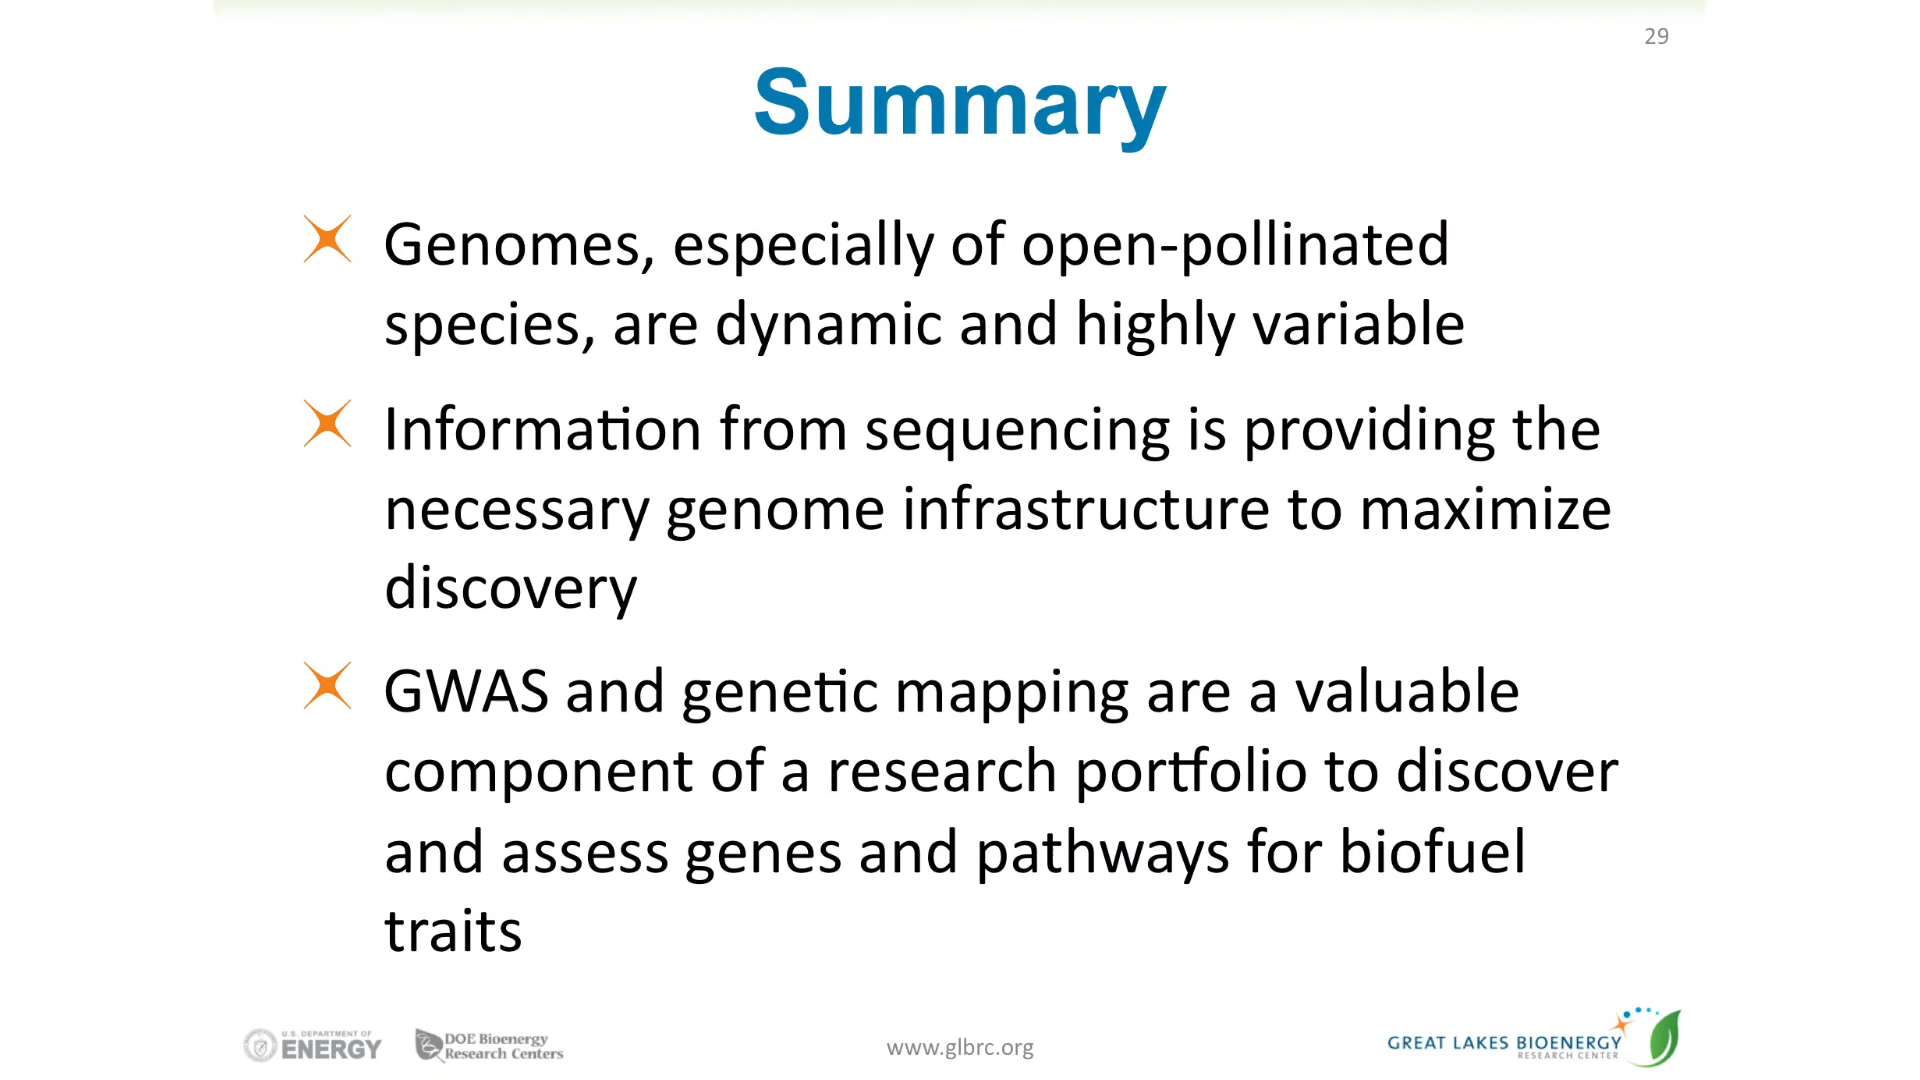 29
Summary
Genomes, especially of open-pollinated
species, are dynamic and highly variable
Information from sequencing is providing the
necessary genome infrastructure to maximize
discovery
GWAS and genetic mapping are a valuable
component of a research portfolio to discover
and assess genes and pathways for biofuel
traits
U.S. DEPARTMENT OF
ENERGY
DOE Bioenergy
Research Centers
www.glbrc.org
GREAT LAKES BIOENERGY
RESEARCH CENTER